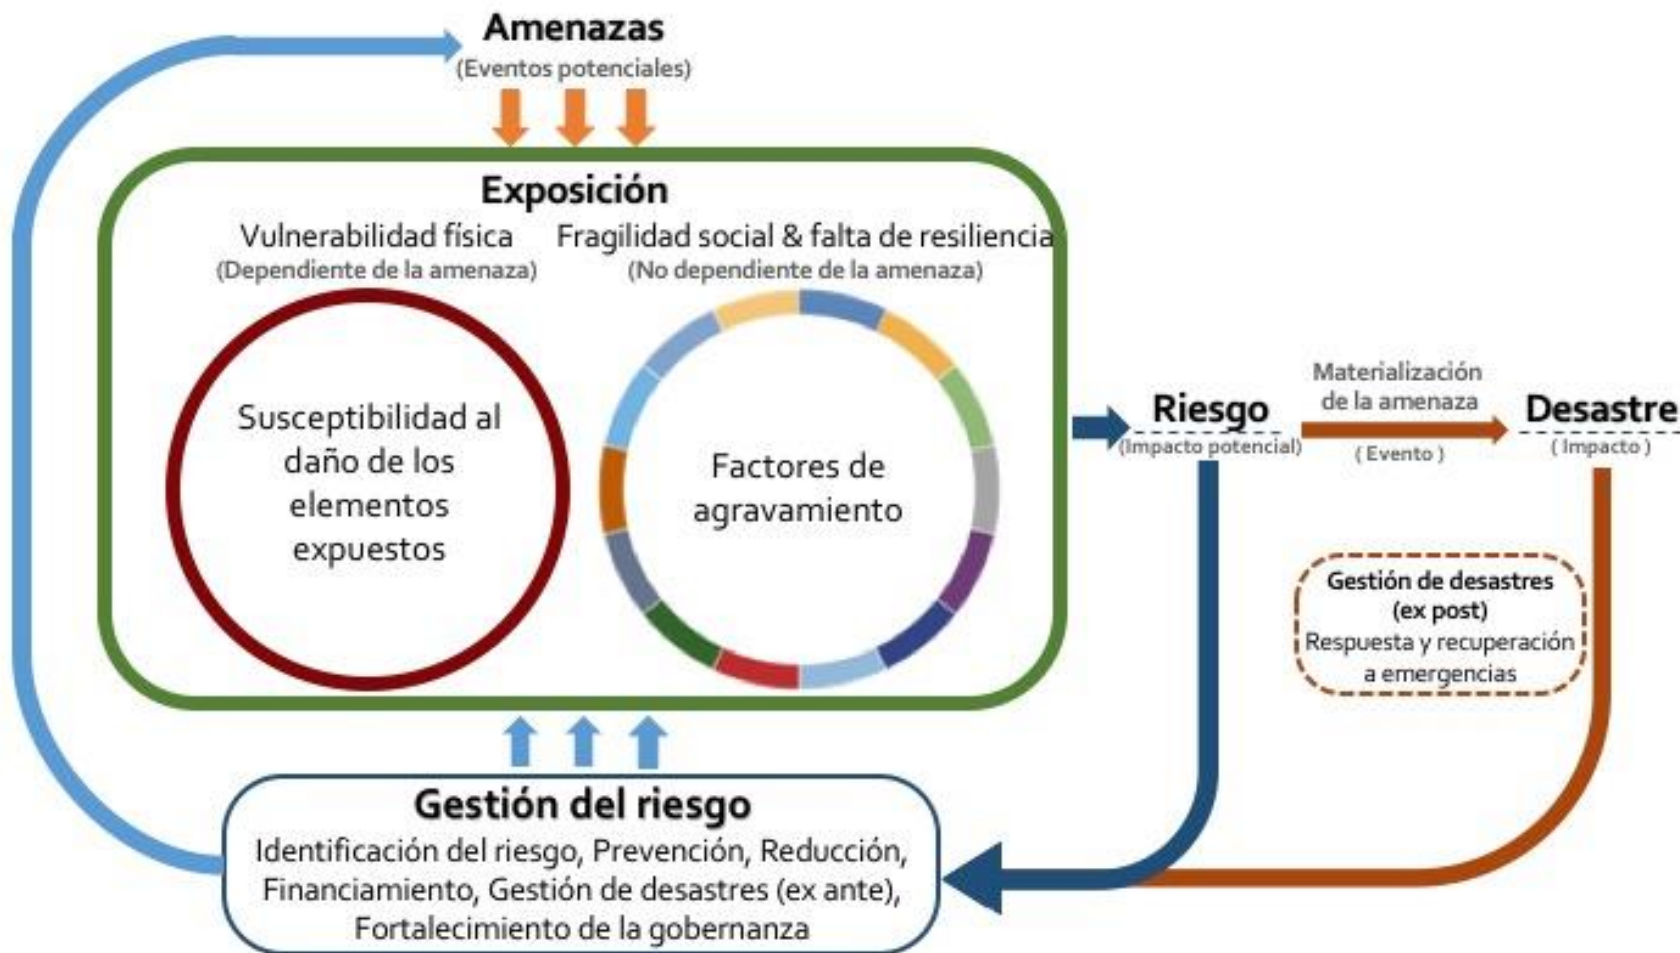 Amenazas
(Eventos potenciales)
Exposición
Vulnerabilidad física
(Dependiente de la amenaza)
Fragilidad social & falta de resiliencia
(No dependiente de la amenaza)
Susceptibilidad al
daño de los
elementos
expuestos
Factores de
agravamiento
Riesgo
(Impacto potencial)
Materialización
de la amenaza
( Evento )
Desastre
( Impacto )
Gestión de desastres
(ex post)
Respuesta y recuperación
a emergencias
Gestión del riesgo
Identificación del riesgo, Prevención, Reducción,
Financiamiento, Gestión de desastres (ex ante),
Fortalecimiento de la gobernanza